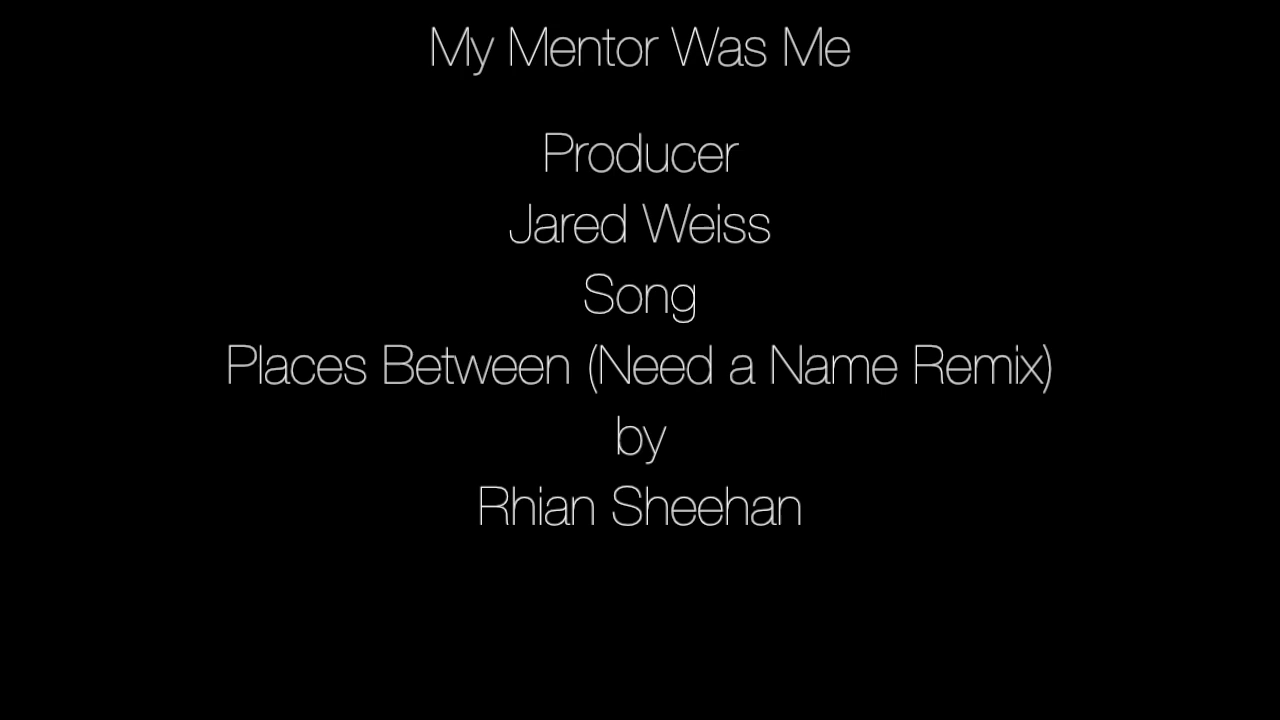 My Mentor Was Me
Producer
Jared Weiss
Song
Places Between (Need a Name Remix)
by
Rhian Sheehan